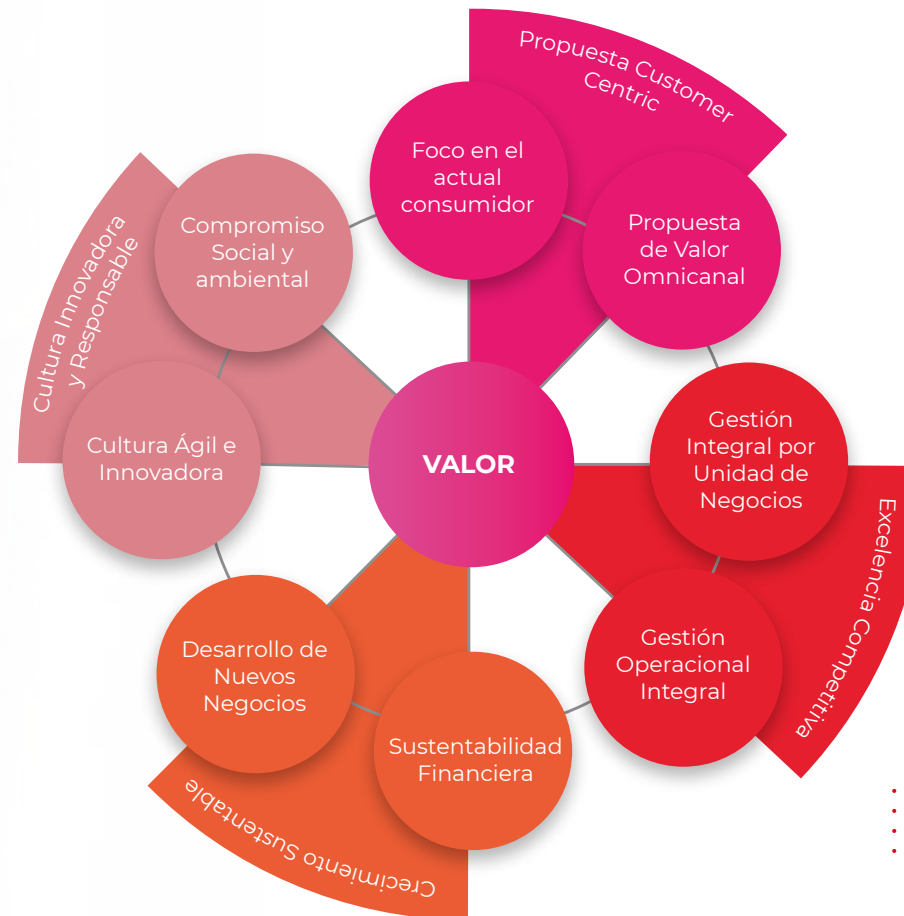 Propuesta Customer
Centric
Foco en el
actual
consumidor
Propuesta
de Valor
Omnicanal
Excelencia Competitiva
Gestión
Integral por
Unidad de
Negocios
Gestión
Operacional
Integral
Crecimiento Sustentable
Sustentabilidad
Financiera
Desarrollo de
Nuevos
Negocios
Cultura Innovadora
y Responsable
Cultura Ágil e
Innovadora
Compromiso
Social y
ambiental
VALOR